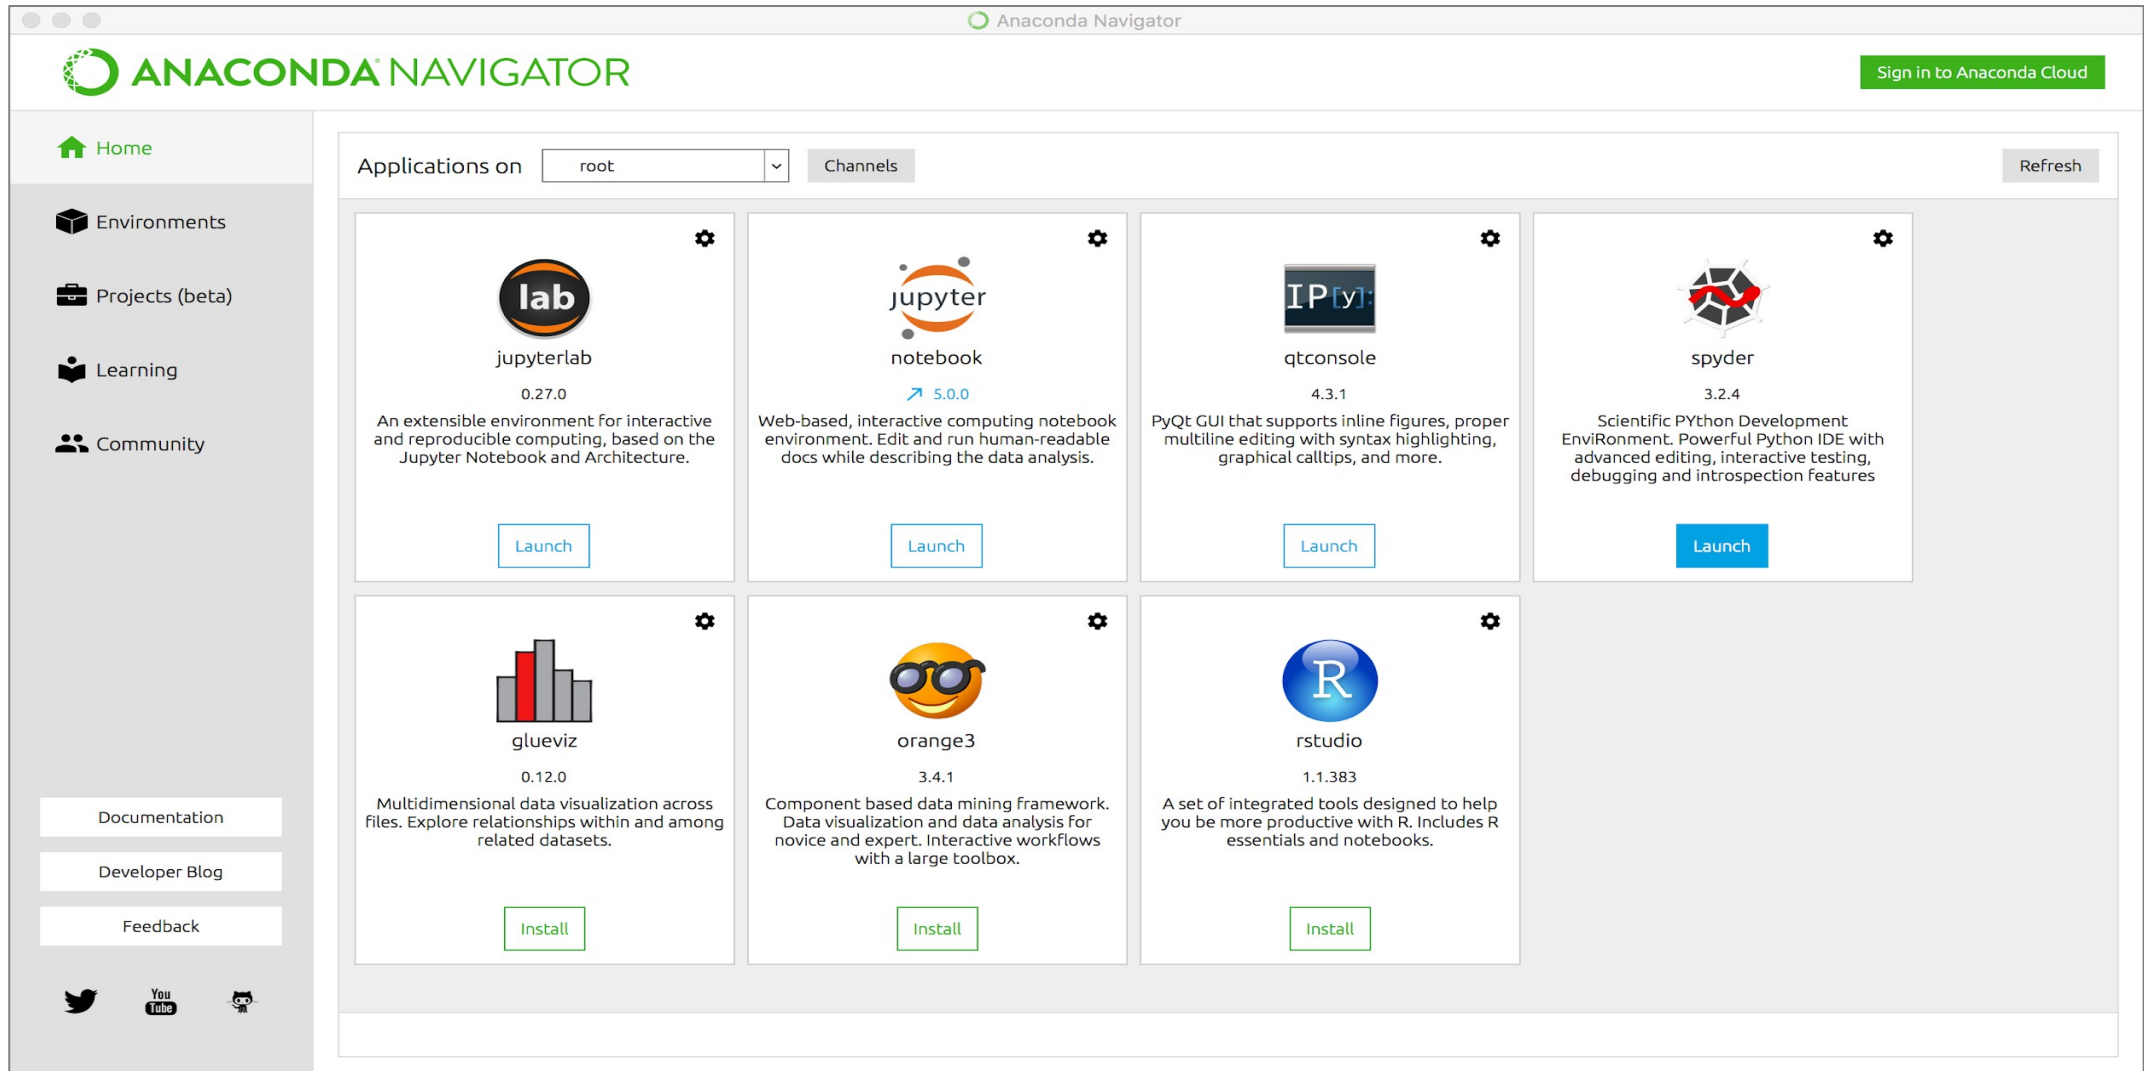 Anaconda Navigator
ANACONDA NAVIGATOR
Sign in to Anaconda Cloud
Home
Environments
Projects (beta)
Learning
Community
Documentation
Developer Blog
Feedback
You
Tube
Applications on
root
Channels
Refresh
lab
jupyterlab
0.27.0
An extensible environment for interactive
and reproducible computing, based on the
Jupyter Notebook and Architecture.
Launch
jupyter
notebook
5.0.0
Web-based, interactive computing notebook
environment. Edit and run human-readable
docs while describing the data analysis.
Launch
IP[y]:
qtconsole
4.3.1
PyQt GUI that supports inline figures, proper
multiline editing with syntax highlighting,
graphical calltips, and more.
Launch
spyder
3.2.4
Scientific PYthon Development
EnviRonment. Powerful Python IDE with
advanced editing, interactive testing,
debugging and introspection features
Launch
glueviz
0.12.0
Multidimensional data visualization across
files. Explore relationships within and among
related datasets.
Install
orange3
3.4.1
Component based data mining framework.
Data visualization and data analysis for
novice and expert. Interactive workflows
with a large toolbox.
Install
R
rstudio
1.1.383
A set of integrated tools designed to help
you be more productive with R. Includes R
essentials and notebooks.
Install